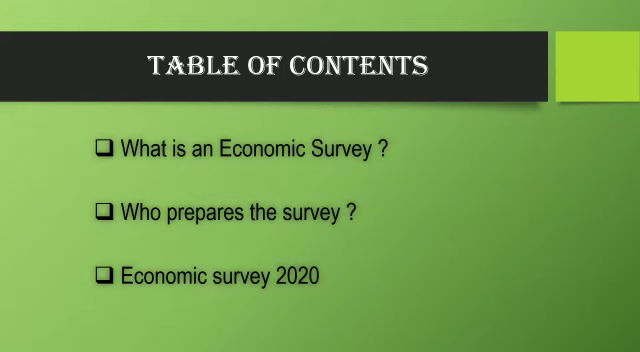 TABLE OF CONTENTS
❑ What is an Economic Survey ?
❑ Who prepares the survey ?
❑ Economic survey 2020